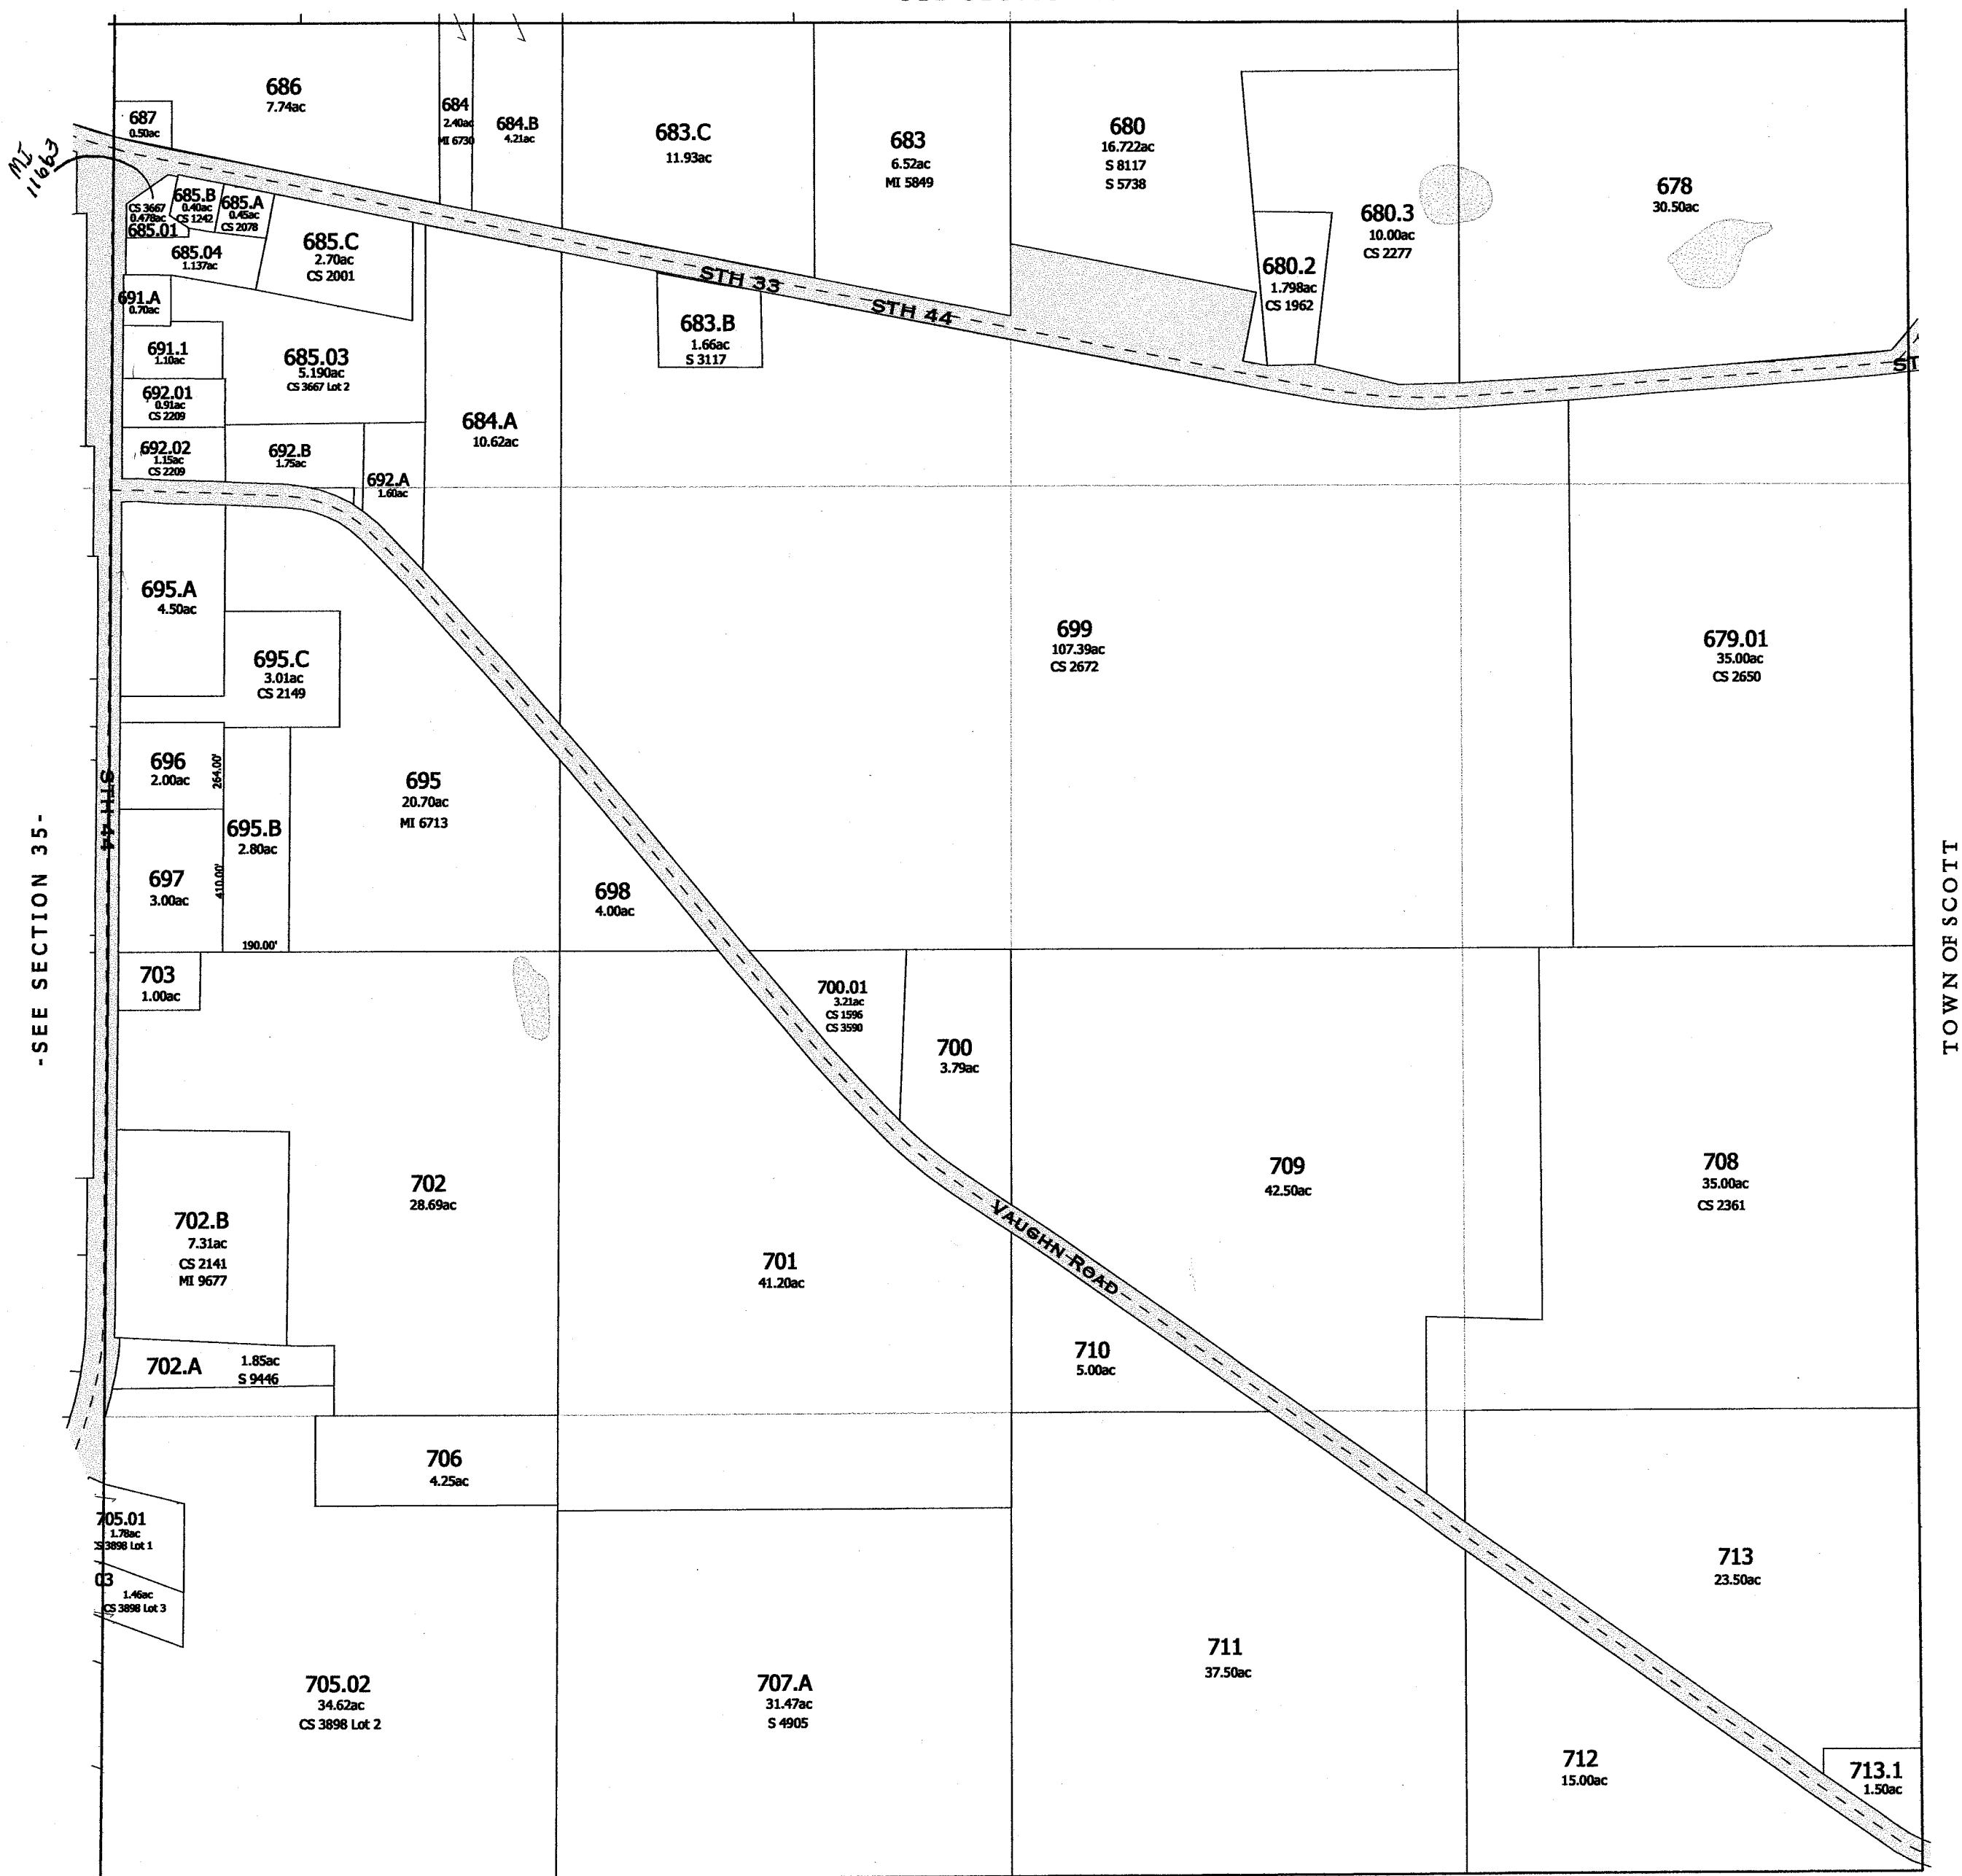 686
7.74ac
687
0.50ac
684
2.40ac
MI 6730
684.B
4.21ac
683.C
11.93ac
683
6.52ac
MI 5849
680
16.722ac
S 8117
S 5738
678
30.50ac
680.3
10.00ac
CS 2277
680.2
1.798ac
CS 1962
MI
11663
CS 3667
0.478ac
685.01
685.B
0.40ac
CS 1242
685.A
0.45ac
CS 2078
685.04
1.137ac
685.C
2.70ac
CS 2001
STH 33
STH 44
ST
691.A
0.70ac
683.B
1.66ac
S 3117
691.1
1.10ac
685.03
5.190ac
CS 3667 Lot 2
692.01
0.91ac
CS 2209
684.A
10.62ac
692.02
1.15ac
CS 2209
692.B
1.75ac
692.A
1.60ac
695.A
4.50ac
695.C
3.01ac
CS 2149
699
107.39ac
CS 2672
679.01
35.00ac
CS 2650
696
2.00ac
264.00'
695
20.70ac
MI 6713
STH 44
695.B
2.80ac
697
3.00ac
410.00'
698
4.00ac
190.00'
-SEE SECTION 35-
TOWN OF SCOTT
703
1.00ac
700.01
3.21ac
CS 1596
CS 3590
700
3.79ac
702
28.69ac
709
42.50ac
708
35.00ac
CS 2361
702.B
7.31ac
CS 2141
MI 9677
701
41.20ac
VAUGHN ROAD
702.A
1.85ac
S 9446
710
5.00ac
706
4.25ac
705.01
1.78ac
CS 3898 Lot 1
03
1.46ac
CS 3898 Lot 3
713
23.50ac
705.02
34.62ac
CS 3898 Lot 2
707.A
31.47ac
S 4905
711
37.50ac
712
15.00ac
713.1
1.50ac